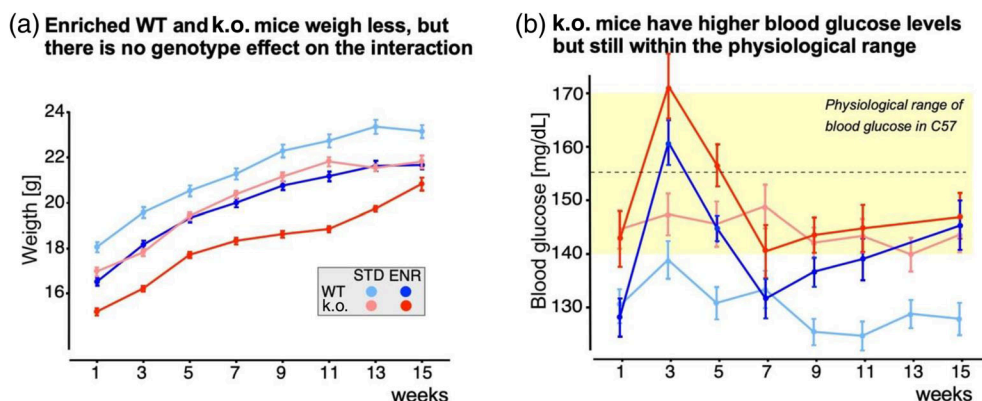 (a) Enriched WT and k.o. mice weigh less, but
there is no genotype effect on the interaction
Weigth [g]
24
22
20
18
16
STD ENR
WT
k.o.
1 3 5 7 9 11 13 15
weeks
(b) k.o. mice have higher blood glucose levels
but still within the physiological range
Blood glucose [mg/dL]
170
160
150
140
130
Physiological range of
blood glucose in C57
1 3 5 7 9 11 13 15
weeks